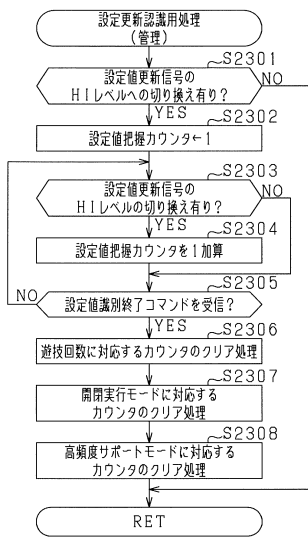 設定更新認識用処理
(管理)
S2301
設定値更新信号の
HIレベルへの切り換え有り?
NO
YES
S2302
設定値把握カウンタ←1
S2303
設定値更新信号の
HIレベルの切り換え有り?
NO
YES
S2304
設定値把握カウンタを1加算
S2305
設定値識別終了コマンドを受信?
NO
YES
S2306
遊技回数に対応するカウンタのクリア処理
S2307
開閉実行モードに対応する
カウンタのクリア処理
S2308
高頻度サポートモードに対応する
カウンタのクリア処理
RET